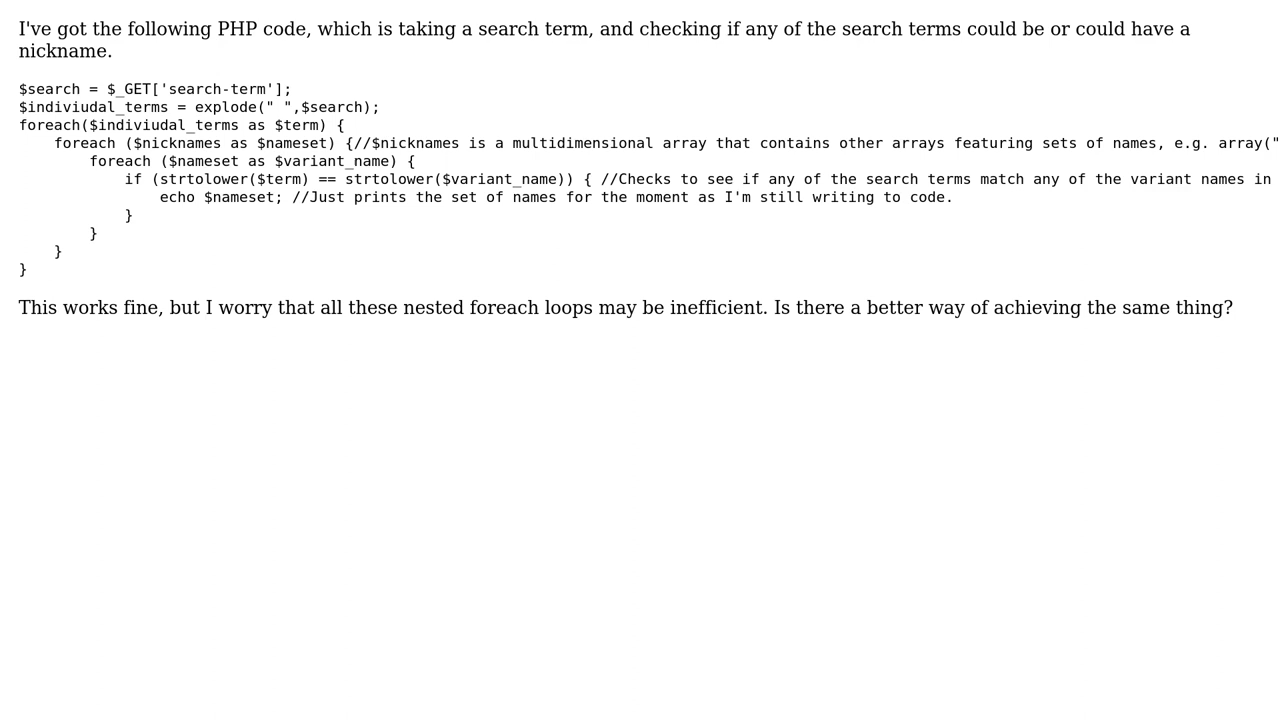 I've got the following PHP code, which is taking a search term, and checking if any of the search terms could be or could have a
nickname.
$search = $_GET['search-term'];
$indiviudal_terms = explode(" ",$search);
foreach($indiviudal_terms as $term) {
    foreach ($nicknames as $nameset) {//$nicknames is a multidimensional array that contains other arrays featuring sets of names, e.g. array("
        foreach ($nameset as $variant_name) {
            if (strtolower($term) == strtolower($variant_name)) { //Checks to see if any of the search terms match any of the variant names in
                echo $nameset; //Just prints the set of names for the moment as I'm still writing to code.
            }
        }
    }
}
This works fine, but I worry that all these nested foreach loops may be inefficient. Is there a better way of achieving the same thing?